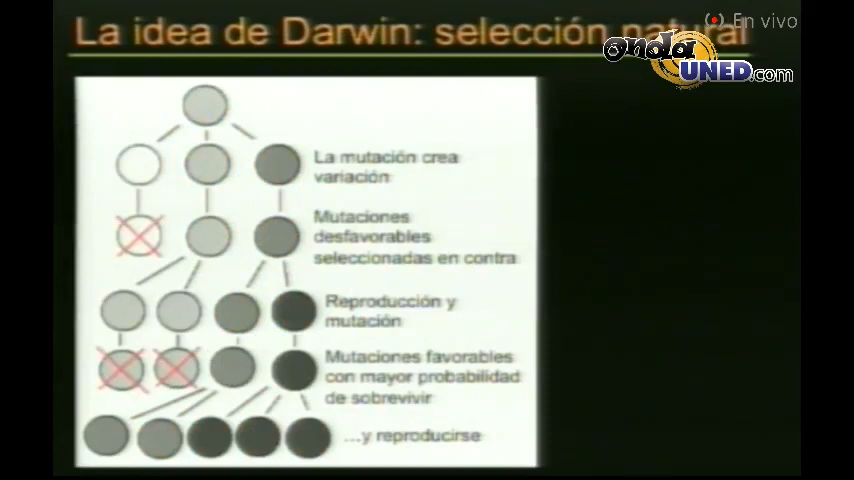 La idea de Darwin: selección natural
En vivo
onda
UNED.com
La mutación crea
variación
Mutaciones
desfavorables
seleccionadas en contra
Reproducción y
mutación
Mutaciones favorables
con mayor probabilidad
de sobrevivir
...y reproducirse